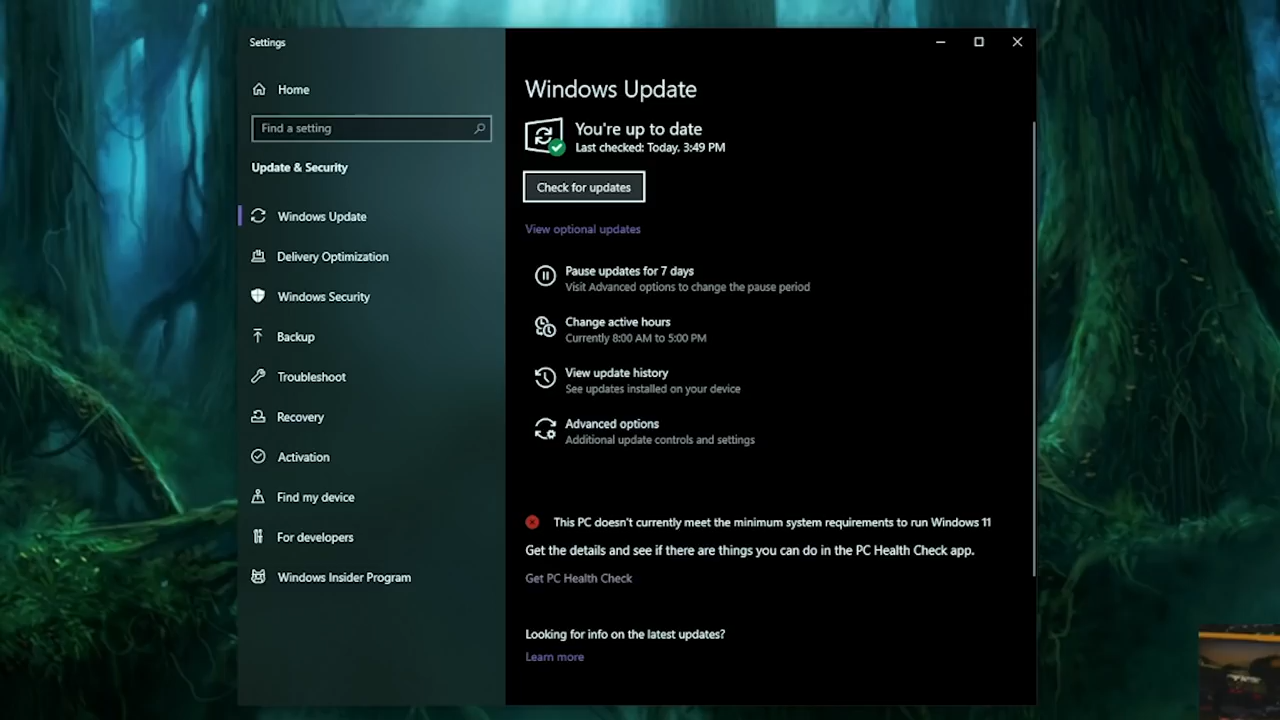 Settings
Home
Find a setting
Update & Security
Windows Update
Delivery Optimization
Windows Security
Backup
Troubleshoot
Recovery
Activation
Find my device
For developers
Windows Insider Program
Windows Update
You're up to date
Last checked: Today, 3:49 PM
Check for updates
View optional updates
Pause updates for 7 days
Visit Advanced options to change the pause period
Change active hours
Currently 8:00 AM to 5:00 PM
View update history
See updates installed on your device
Advanced options
Additional update controls and settings
This PC doesn't currently meet the minimum system requirements to run Windows 11
Get the details and see if there are things you can do in the PC Health Check app.
Get PC Health Check
Looking for info on the latest updates?
Learn more